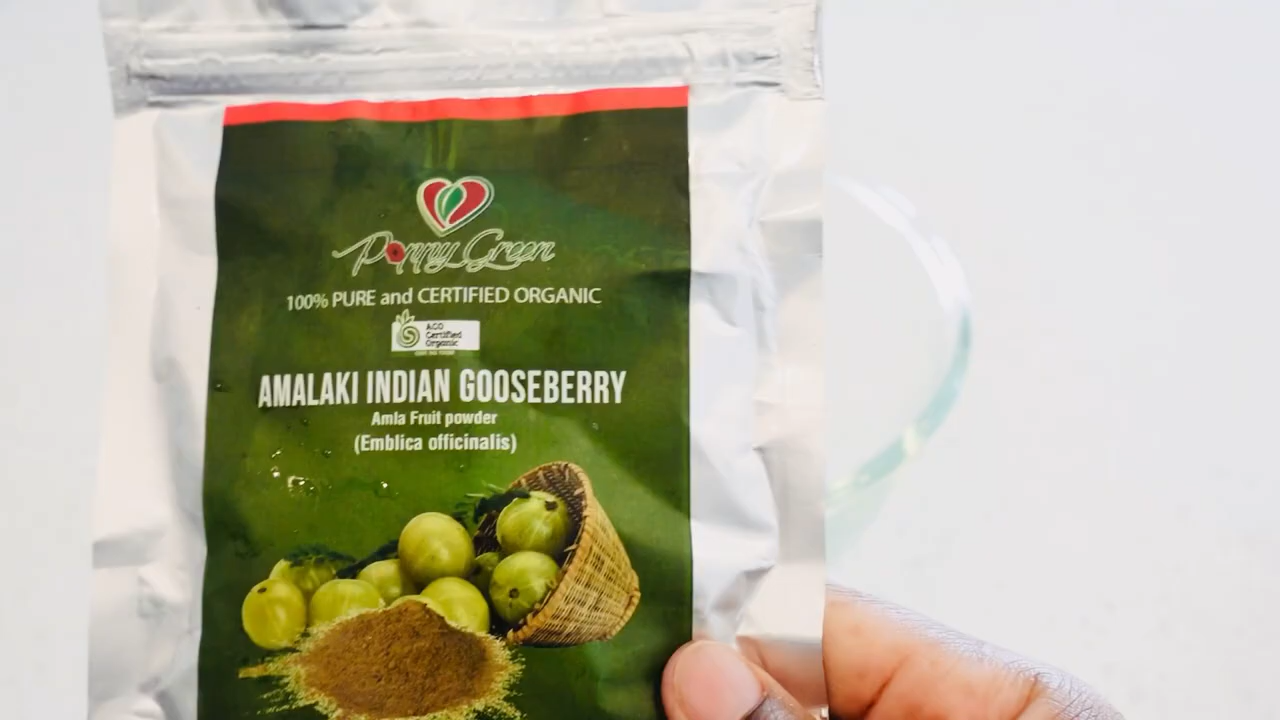 Poppy Green
100% PURE and CERTIFIED ORGANIC
ACO
Certified
Organic
AMALAKI INDIAN GOOSEBERRY
Amla Fruit powder
(Emblica officinalis)